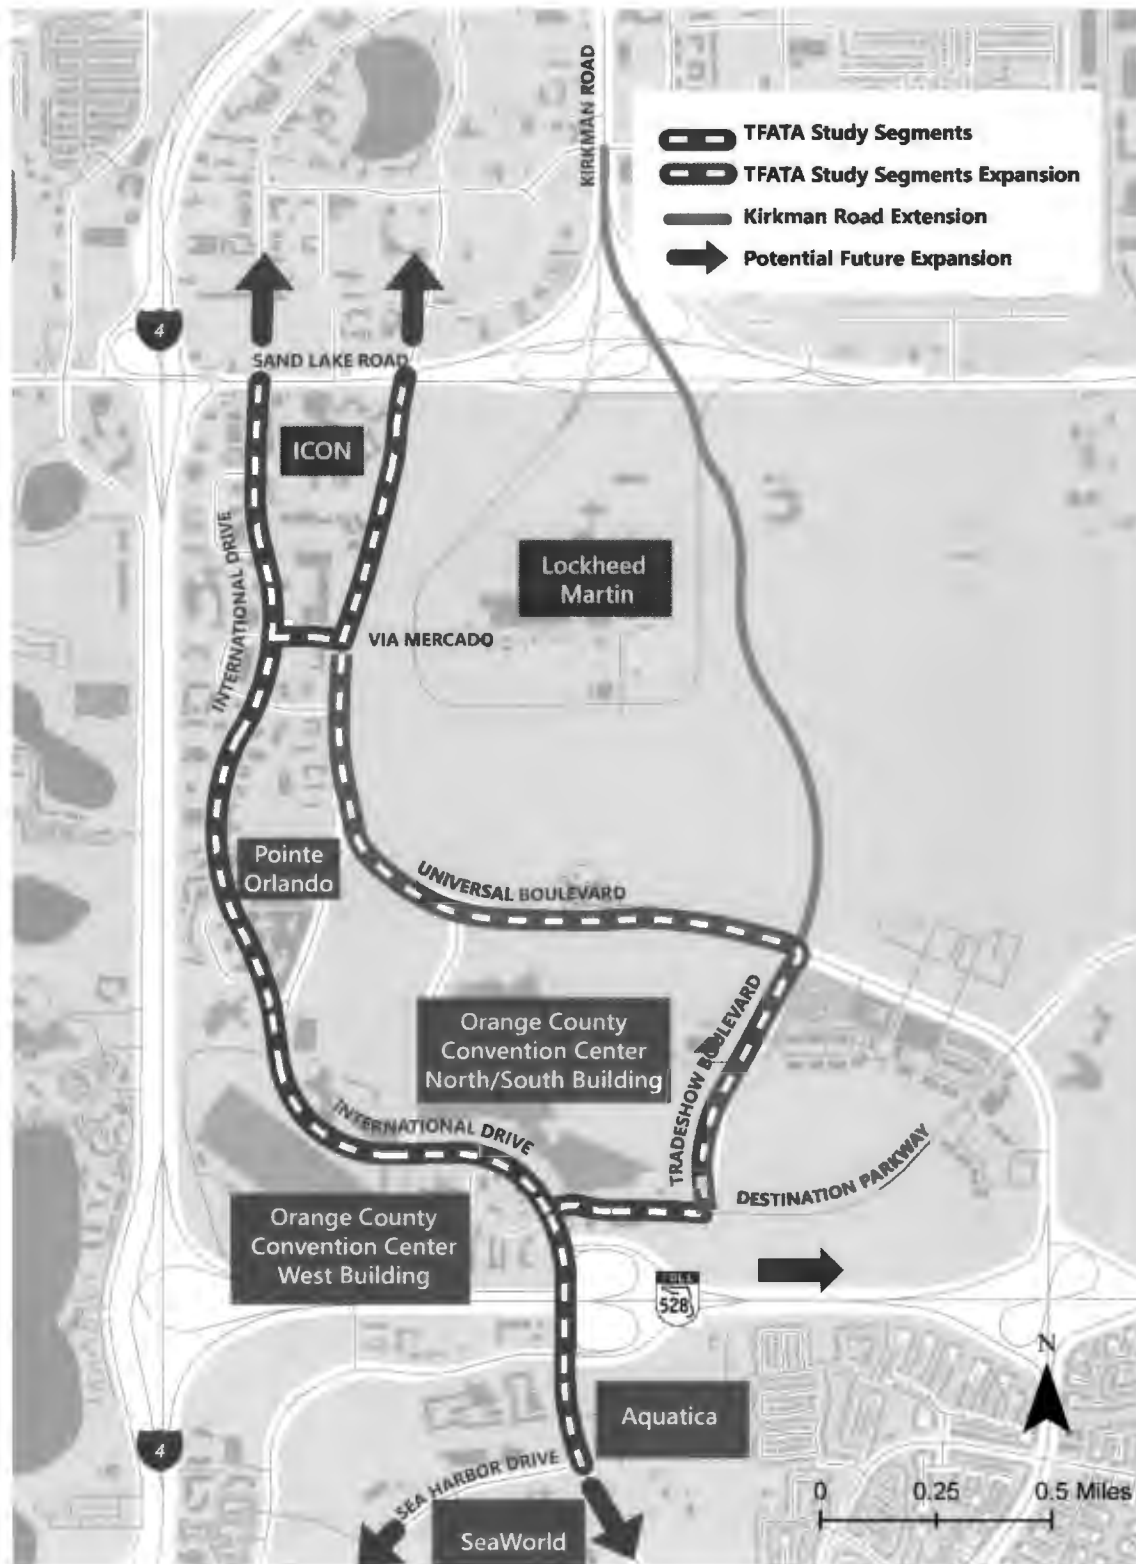 KIRKMAN ROAD
TFATA Study Segments
TFATA Study Segments Expansion
Kirkman Road Extension
Potential Future Expansion
4
SAND LAKE ROAD
ICON
INTERNATIONAL DRIVE
Lockheed
Martin
VIA MERCADO
Pointe
Orlando
UNIVERSAL BOULEVARD
Orange County
Convention Center
North/South Building
TRADESHOW BOULEVARD
INTERNATIONAL DRIVE
DESTINATION PARKWAY
Orange County
Convention Center
West Building
TOLL
528
N
Aquatica
4
SEA HARBOR DRIVE
SeaWorld
0 0.25 0.5 Miles